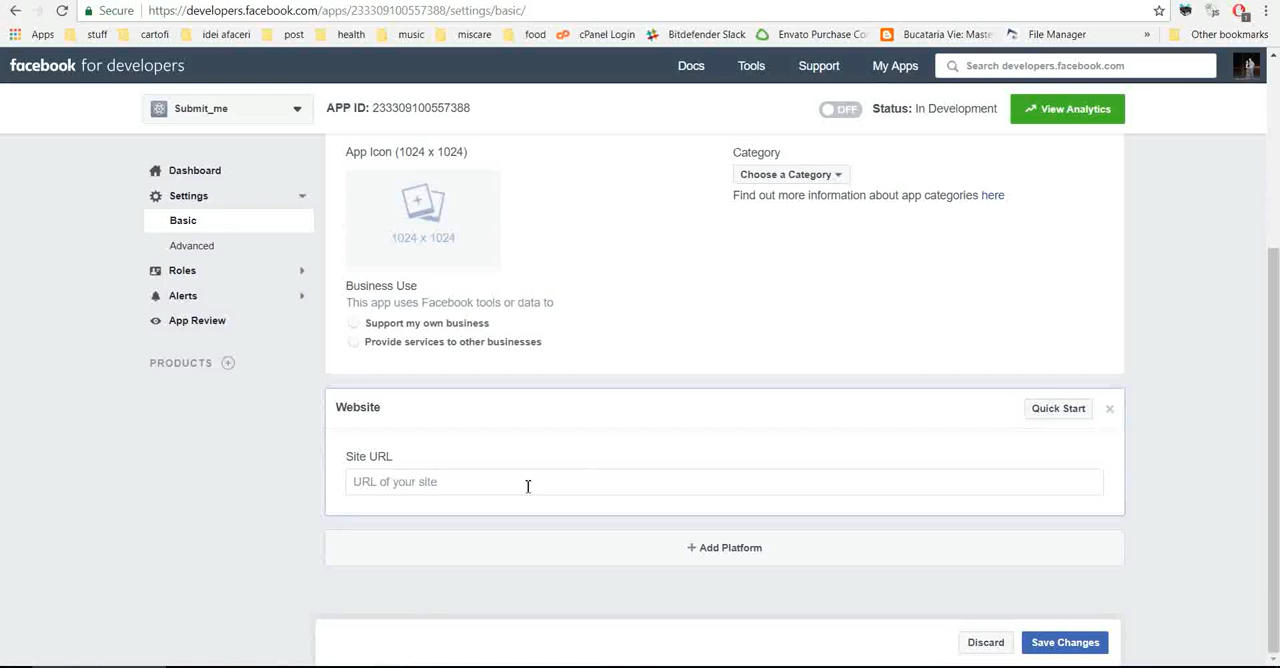 Secure https://developers.facebook.com/apps/233309100557388/settings/basic/
Apps stuff cartofi idei afaceri post health music mscare food cPanel Login Bitdefender Slack Envato Purchase Co Bucataria Vie: Maste File Manager » Other bookmarks
facebook for developers Docs Tools Support My Apps Search developers.facebook.com
Submit_me APP ID: 233309100557388 OFF Status: In Development View Analytics
App Icon (1024 x 1024) Category
Dashboard Choose a Category
Settings Find out more information about app categories here
Basic
1024 x 1024
Advanced
Roles
Business Use
Alerts This app uses Facebook tools or data to
App Review Support my own business
Provide services to other businesses
PRODUCTS
Website Quick Start
Site URL
URL of your site
+ Add Platform
Discard Save Changes